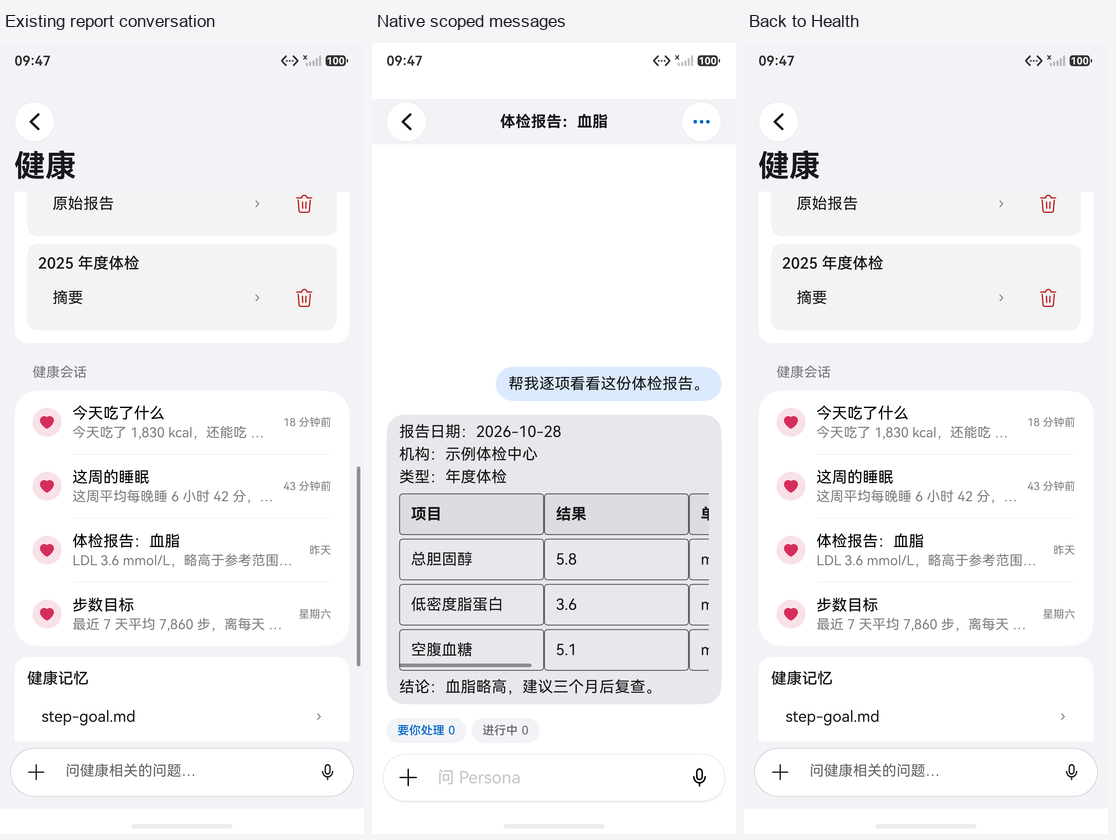 Existing report conversation
09:47
100
健康
原始报告
2025 年度体检
摘要
健康会话
今天吃了什么
18 分钟前
今天吃了 1,830 kcal，还能吃 …
这周的睡眠
43 分钟前
这周平均每晚睡 6 小时 42 分，…
体检报告：血脂
昨天
LDL 3.6 mmol/L，略高于参考范围…
步数目标
星期六
最近 7 天平均 7,860 步，离每天 …
健康记忆
step-goal.md
问健康相关的问题…
Native scoped messages
09:47
100
体检报告：血脂
帮我逐项看看这份体检报告。
报告日期：2026-10-28
机构：示例体检中心
类型：年度体检
项目 结果
总胆固醇 5.8 m
低密度脂蛋白 3.6 m
空腹血糖 5.1 m
结论：血脂略高，建议三个月后复查。
要你处理 0 进行中 0
问 Persona
Back to Health
09:47
100
健康
原始报告
2025 年度体检
摘要
健康会话
今天吃了什么
18 分钟前
今天吃了 1,830 kcal，还能吃 …
这周的睡眠
43 分钟前
这周平均每晚睡 6 小时 42 分，…
体检报告：血脂
昨天
LDL 3.6 mmol/L，略高于参考范围…
步数目标
星期六
最近 7 天平均 7,860 步，离每天 …
健康记忆
step-goal.md
问健康相关的问题…